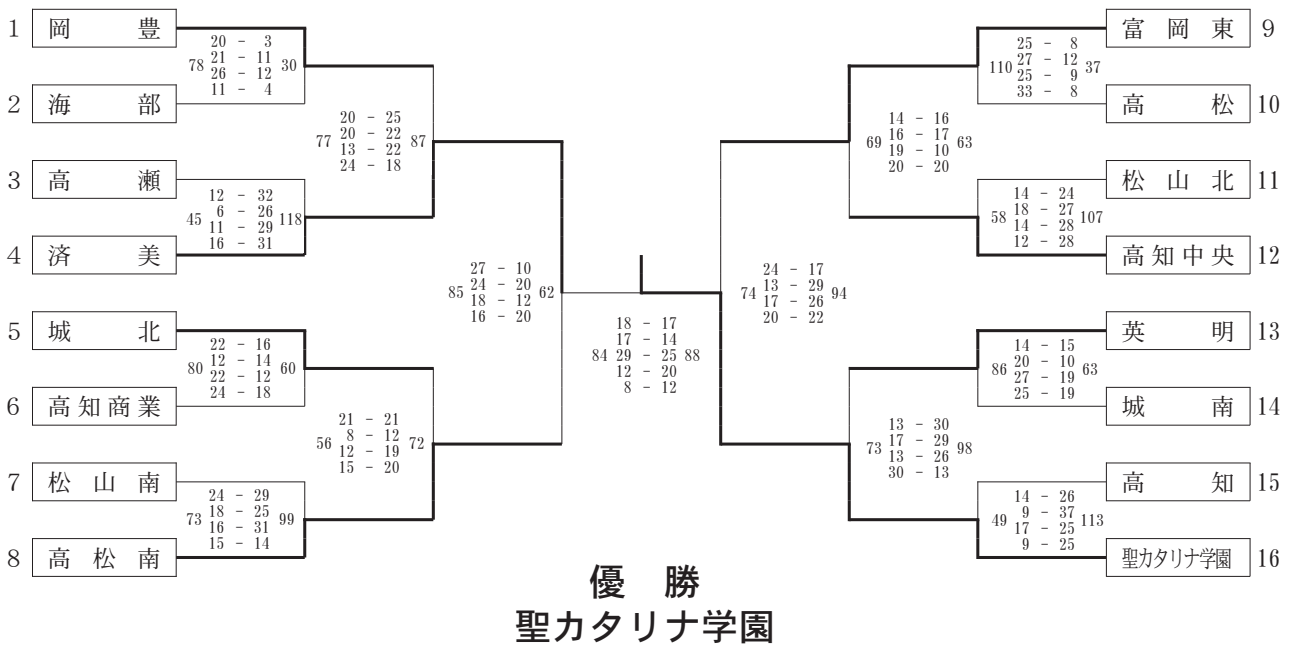 1 岡豊
20 - 3
78 21 - 11 30
26 - 12
11 - 4
2 海部
20 - 25
77 20 - 22 87
13 - 22
24 - 18
3 高瀬
12 - 32
45 6 - 26 118
11 - 29
16 - 31
4 済美
27 - 10
85 24 - 20 62
18 - 12
16 - 20
5 城北
22 - 16
80 12 - 14 60
22 - 12
24 - 18
6 高知商業
21 - 21
56 8 - 12 72
12 - 19
15 - 20
7 松山南
24 - 29
73 18 - 25 99
16 - 31
15 - 14
8 高松南
18 - 17
17 - 14
84 29 - 25 88
12 - 20
8 - 12
富岡東 9
25 - 8
110 27 - 12 37
25 - 9
33 - 8
高松 10
14 - 16
69 16 - 17 63
19 - 10
20 - 20
松山北 11
14 - 24
58 18 - 27 107
14 - 28
12 - 28
高知中央 12
24 - 17
74 13 - 29 94
17 - 26
20 - 22
英明 13
14 - 15
86 20 - 10 63
27 - 19
25 - 19
城南 14
13 - 30
73 17 - 29 98
13 - 26
30 - 13
高知 15
14 - 26
49 9 - 37 113
17 - 25
9 - 25
聖カタリナ学園 16
優勝
聖カタリナ学園